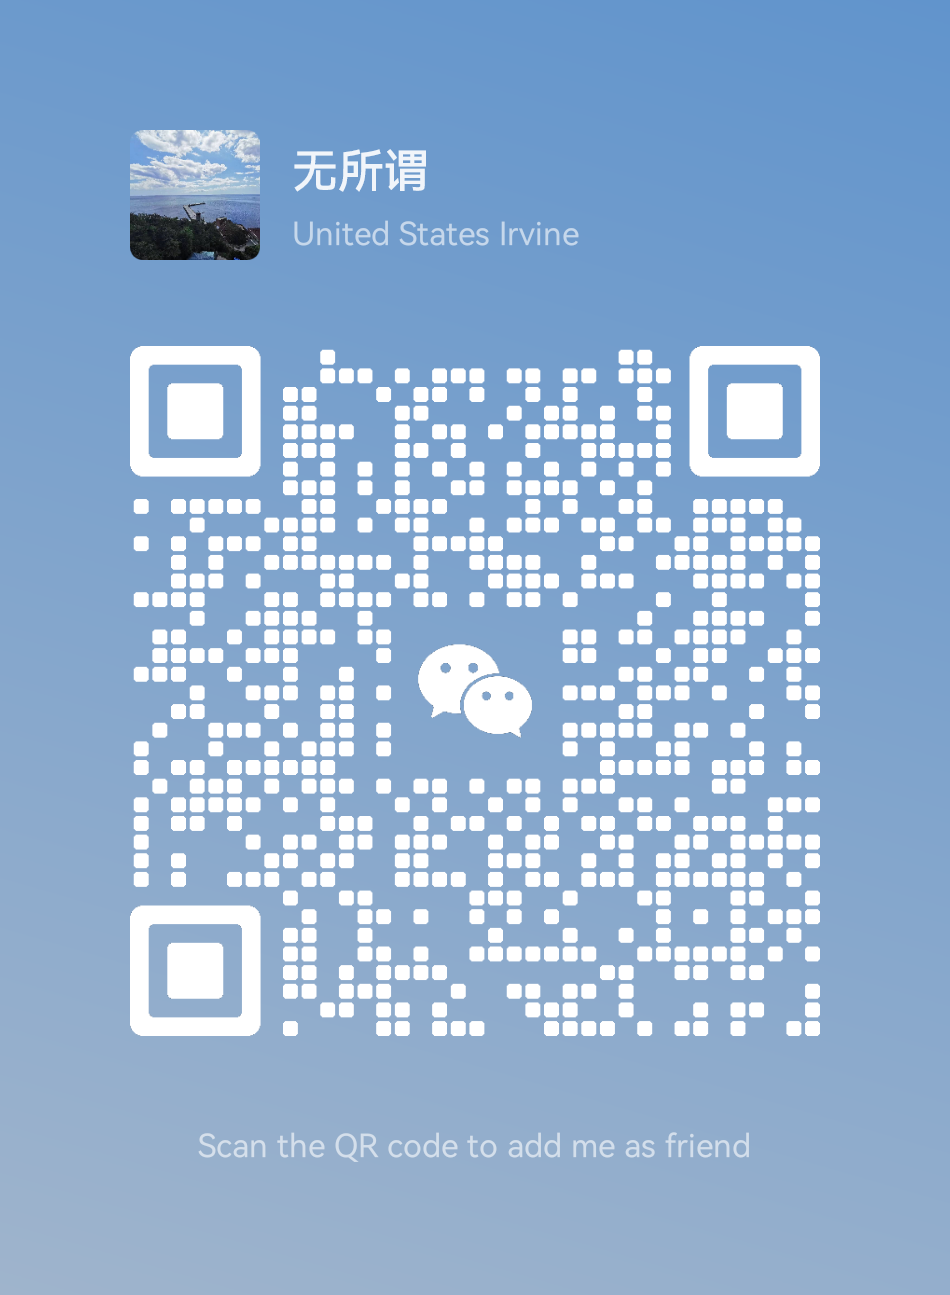 无所谓
United States Irvine
Scan the QR code to add me as friend